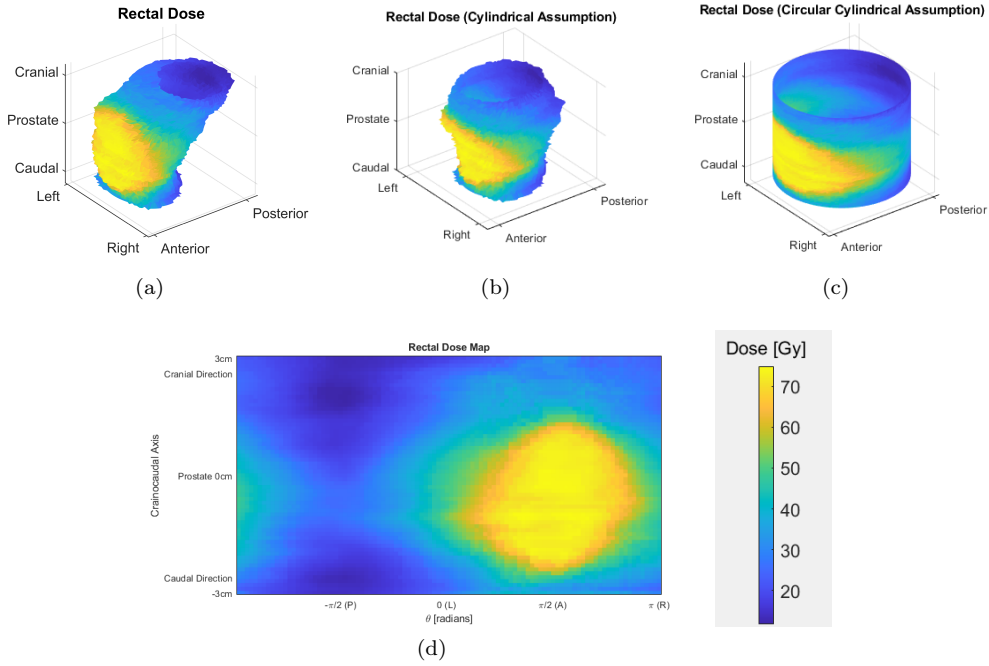 Rectal Dose
Cranial
Prostate
Caudal
Left
Right
Anterior
Posterior
(a)
Rectal Dose (Cylindrical Assumption)
Cranial
Prostate
Caudal
Left
Right
Anterior
Posterior
(b)
Rectal Dose (Circular Cylindrical Assumption)
Cranial
Prostate
Caudal
Left
Right
Anterior
Posterior
(c)
Rectal Dose Map
3cm
Cranial Direction
Prostate 0cm
Caudal Direction
-3cm
Crainocaudal Axis
-π/2 (P)
0 (L)
π/2 (A)
π (R)
θ [radians]
(d)
Dose [Gy]
70
60
50
40
30
20